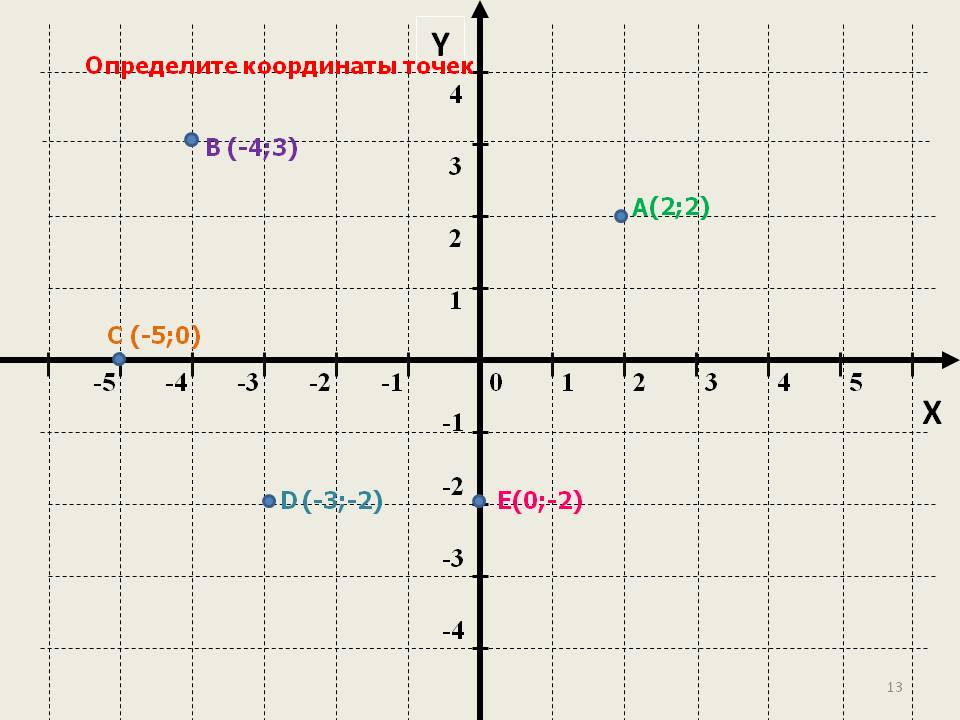 Y
Определите координаты точек
4
B (-4;3)
3
A(2;2)
2
1
C (-5;0)
-5 -4 -3 -2 -1 0 1 2 3 4 5
X
-1
-2
D (-3;-2) E(0;-2)
-3
-4
13